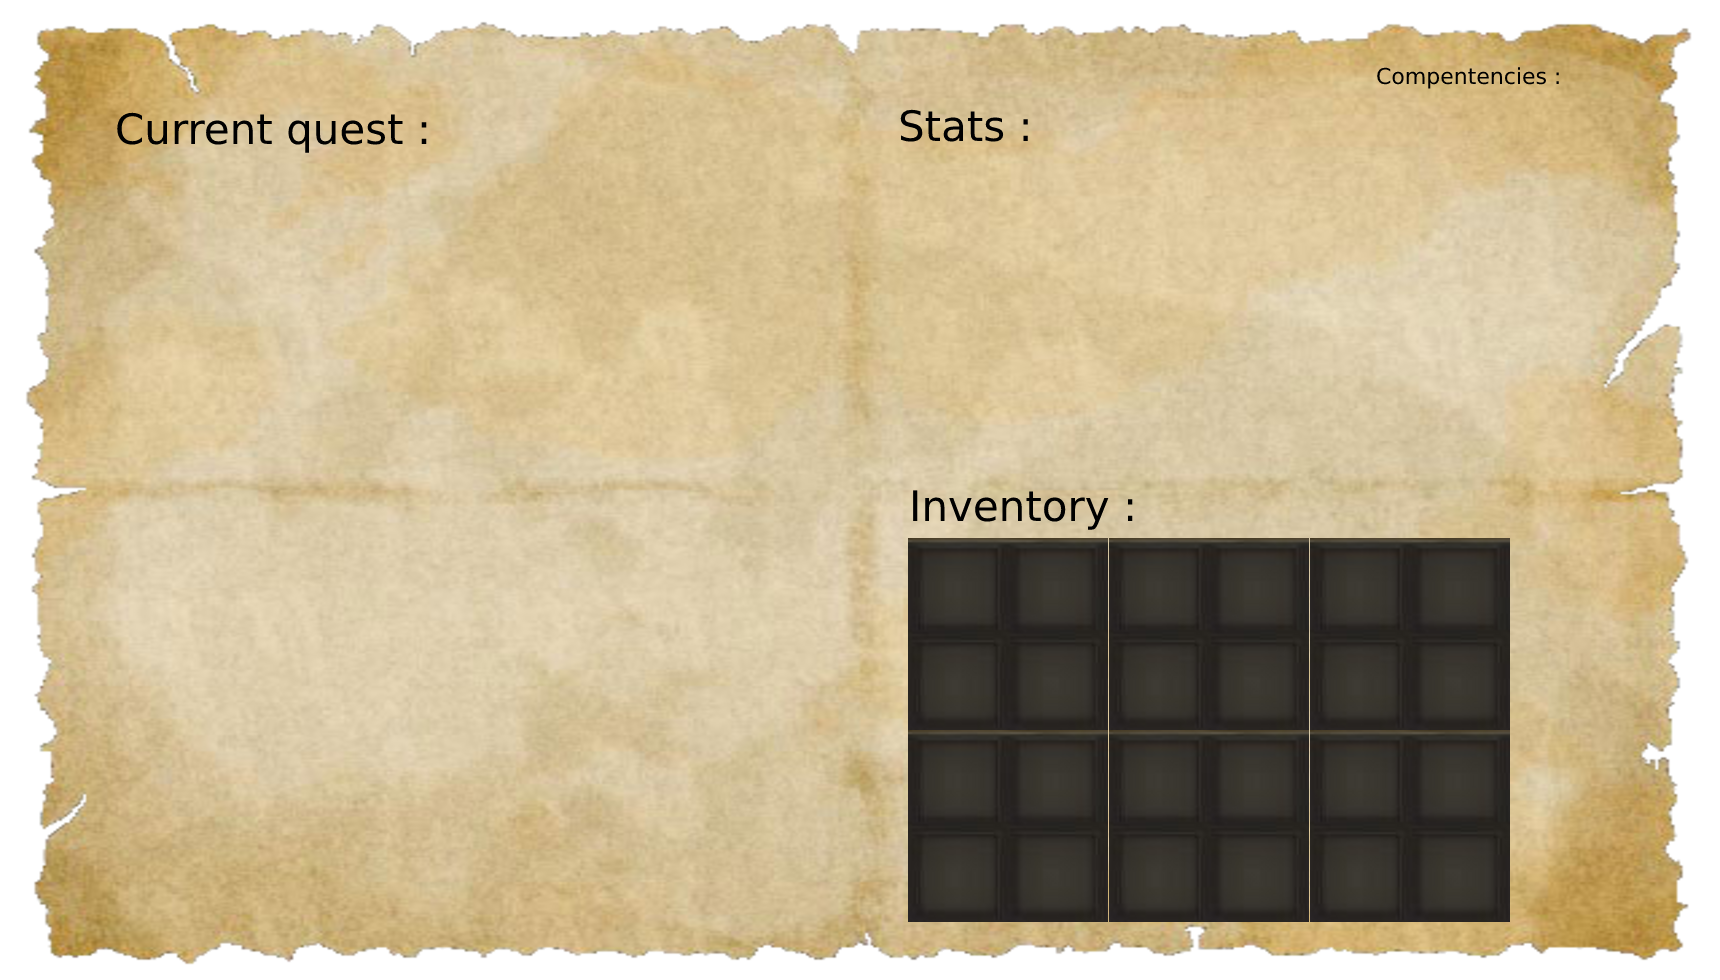 Compentencies :
Current quest :
Stats :
Inventory :